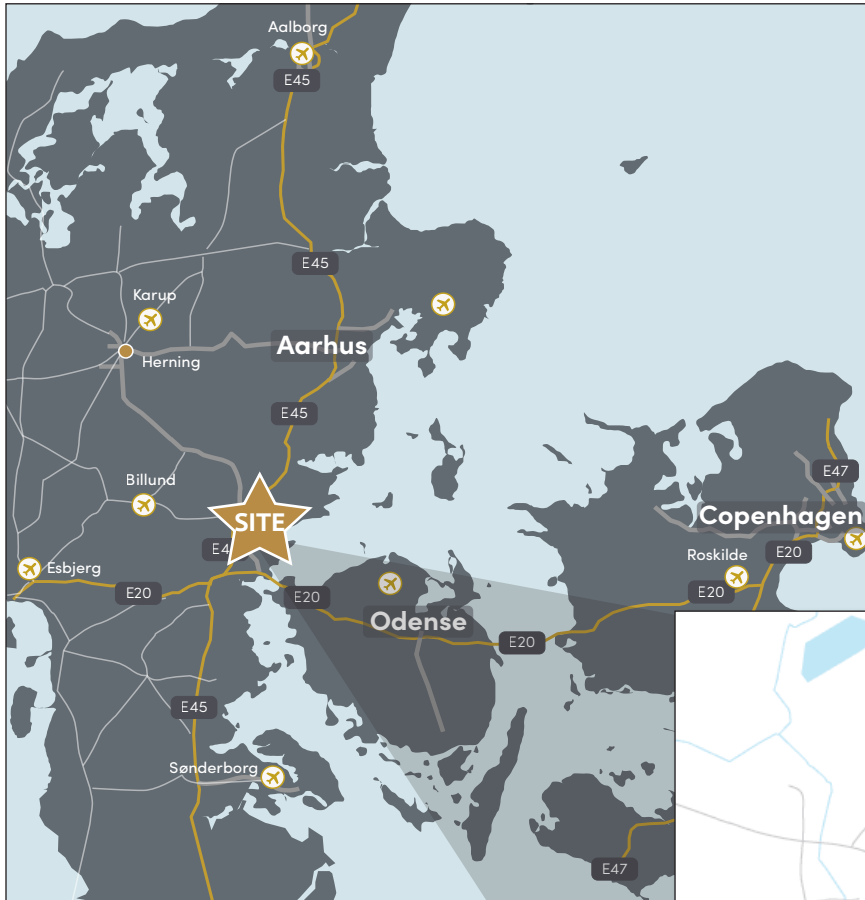 Aalborg
E45
E45
Karup
Aarhus
Herning
E45
E47
Billund
SITE
Copenhagen
E4
Roskilde
E20
Esbjerg
E20
E20
E20
Odense
E20
E45
Sønderborg
E47